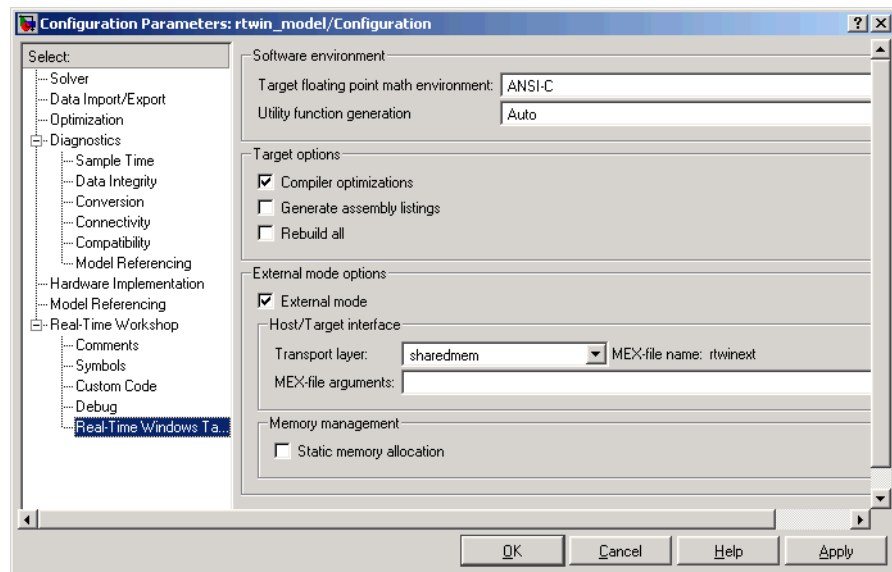 Configuration Parameters: rtwin_model/Configuration
Select:
Solver
Data Import/Export
Optimization
Diagnostics
Sample Time
Data Integrity
Conversion
Connectivity
Compatibility
Model Referencing
Hardware Implementation
Model Referencing
Real-Time Workshop
Comments
Symbols
Custom Code
Debug
Real-Time Windows Ta...
Software environment
Target floating point math environment: ANSI-C
Utility function generation Auto
Target options
Compiler optimizations
Generate assembly listings
Rebuild all
External mode options
External mode
Host/Target interface
Transport layer: sharedmem MEX-file name: rtwinext
MEX-file arguments:
Memory management
Static memory allocation
OK Cancel Help Apply